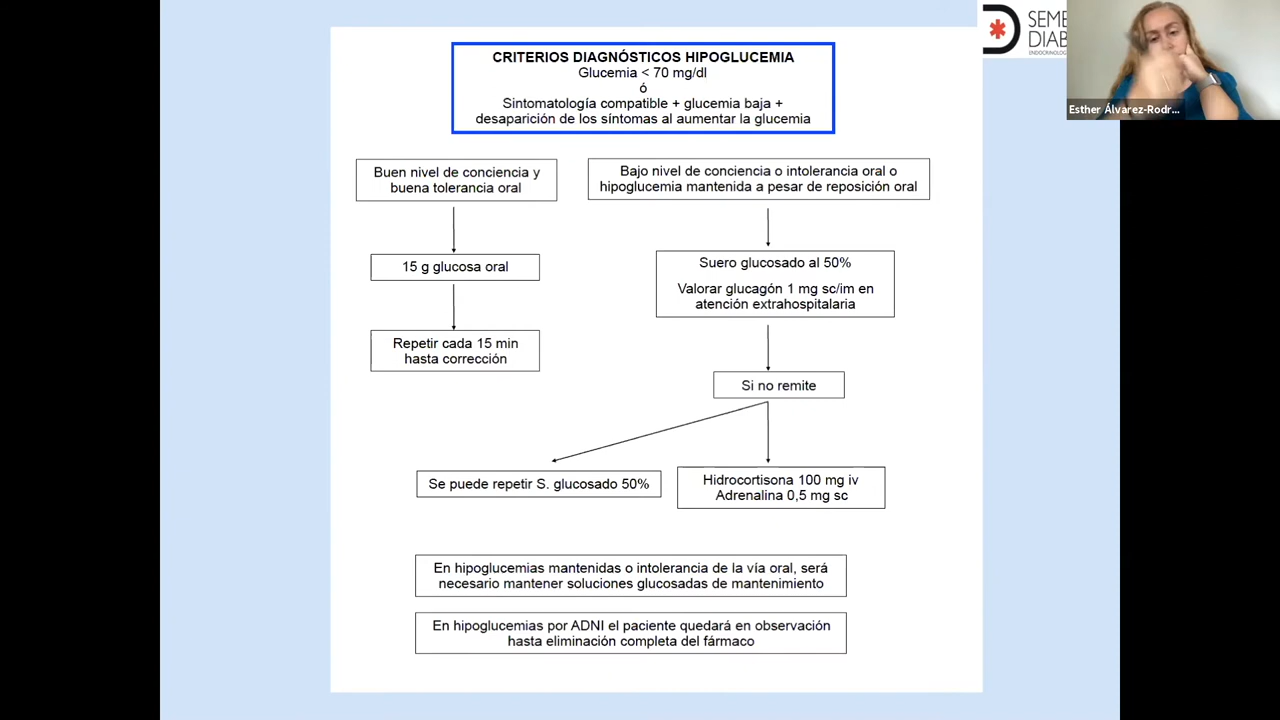 CRITERIOS DIAGNÓSTICOS HIPOGLUCEMIA
Glucemia < 70 mg/dl
ó
Sintomatología compatible + glucemia baja +
desaparición de los síntomas al aumentar la glucemia
Buen nivel de conciencia y
buena tolerancia oral
Bajo nivel de conciencia o intolerancia oral o
hipoglucemia mantenida a pesar de reposición oral
15 g glucosa oral
Suero glucosado al 50%
Valorar glucagón 1 mg sc/im en
atención extrahospitalaria
Repetir cada 15 min
hasta corrección
Si no remite
Se puede repetir S. glucosado 50%
Hidrocortisona 100 mg iv
Adrenalina 0,5 mg sc
En hipoglucemias mantenidas o intolerancia de la vía oral, será
necesario mantener soluciones glucosadas de mantenimiento
En hipoglucemias por ADNI el paciente quedará en observación
hasta eliminación completa del fármaco
SEME
DIAB
Esther Álvarez-Rodr...